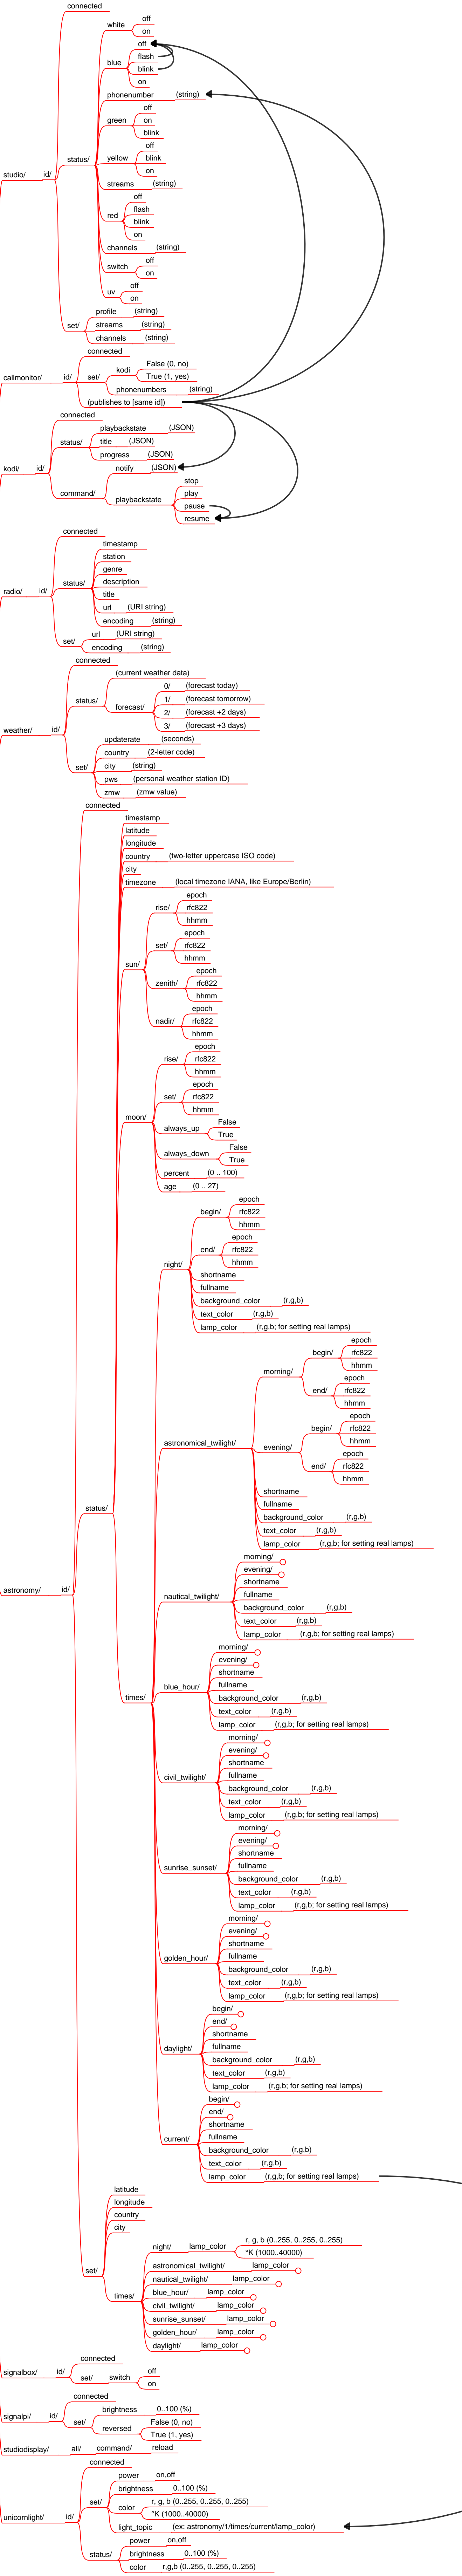 connected
white
off
on
blue
off
flash
blink
on
phonenumber (string)
green
off
on
blink
yellow
off
blink
on
streams (string)
red
off
flash
blink
on
channels (string)
switch
off
on
uv
off
on
studio/ id/ status/
set/
profile (string)
streams (string)
channels (string)
callmonitor/ id/
connected
set/
kodi
False (0, no)
True (1, yes)
phonenumbers (string)
(publishes to [same id])
kodi/ id/
connected
status/
playbackstate (JSON)
title (JSON)
progress (JSON)
command/
notify (JSON)
playbackstate
stop
play
pause
resume
radio/ id/
connected
status/
timestamp
station
genre
description
title
url (URI string)
encoding (string)
set/
url (URI string)
encoding (string)
weather/ id/
connected
status/
(current weather data)
forecast/
0/ (forecast today)
1/ (forecast tomorrow)
2/ (forecast +2 days)
3/ (forecast +3 days)
set/
updaterate (seconds)
country (2-letter code)
city (string)
pws (personal weather station ID)
zmw (zmw value)
astronomy/ id/
connected
status/
timestamp
latitude
longitude
country (two-letter uppercase ISO code)
city
timezone (local timezone IANA, like Europe/Berlin)
sun/
rise/
epoch
rfc822
hhmm
set/
epoch
rfc822
hhmm
zenith/
epoch
rfc822
hhmm
nadir/
epoch
rfc822
hhmm
moon/
rise/
epoch
rfc822
hhmm
set/
epoch
rfc822
hhmm
always_up
False
True
always_down
False
True
percent (0 .. 100)
age (0 .. 27)
times/
night/
begin/
epoch
rfc822
hhmm
end/
epoch
rfc822
hhmm
shortname
fullname
background_color (r,g,b)
text_color (r,g,b)
lamp_color (r,g,b; for setting real lamps)
astronomical_twilight/
morning/
begin/
epoch
rfc822
hhmm
end/
epoch
rfc822
hhmm
evening/
begin/
epoch
rfc822
hhmm
end/
epoch
rfc822
hhmm
shortname
fullname
background_color (r,g,b)
text_color (r,g,b)
lamp_color (r,g,b; for setting real lamps)
nautical_twilight/
morning/
evening/
shortname
fullname
background_color (r,g,b)
text_color (r,g,b)
lamp_color (r,g,b; for setting real lamps)
blue_hour/
morning/
evening/
shortname
fullname
background_color (r,g,b)
text_color (r,g,b)
lamp_color (r,g,b; for setting real lamps)
civil_twilight/
morning/
evening/
shortname
fullname
background_color (r,g,b)
text_color (r,g,b)
lamp_color (r,g,b; for setting real lamps)
sunrise_sunset/
morning/
evening/
shortname
fullname
background_color (r,g,b)
text_color (r,g,b)
lamp_color (r,g,b; for setting real lamps)
golden_hour/
morning/
evening/
shortname
fullname
background_color (r,g,b)
text_color (r,g,b)
lamp_color (r,g,b; for setting real lamps)
daylight/
begin/
end/
shortname
fullname
background_color (r,g,b)
text_color (r,g,b)
lamp_color (r,g,b; for setting real lamps)
current/
begin/
end/
shortname
fullname
background_color (r,g,b)
text_color (r,g,b)
lamp_color (r,g,b; for setting real lamps)
set/
latitude
longitude
country
city
times/
night/ lamp_color
r, g, b (0..255, 0..255, 0..255)
°K (1000..40000)
astronomical_twilight/ lamp_color
nautical_twilight/ lamp_color
blue_hour/ lamp_color
civil_twilight/ lamp_color
sunrise_sunset/ lamp_color
golden_hour/ lamp_color
daylight/ lamp_color
signalbox/ id/
connected
set/ switch
off
on
signalpi/ id/
connected
set/
brightness 0..100 (%)
reversed
False (0, no)
True (1, yes)
studiodisplay/ all/ command/ reload
unicornlight/ id/
connected
set/
power on,off
brightness 0..100 (%)
color
r, g, b (0..255, 0..255, 0..255)
°K (1000..40000)
light_topic (ex: astronomy/1/times/current/lamp_color)
status/
power on,off
brightness 0..100 (%)
color r,g,b (0..255, 0..255, 0..255)